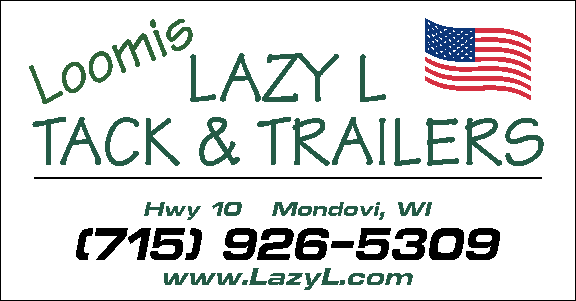 Loomis
LAZY L
TACK & TRAILERS
Hwy 10 Mondovi, WI
(715) 926-5309
www.LazyL.com